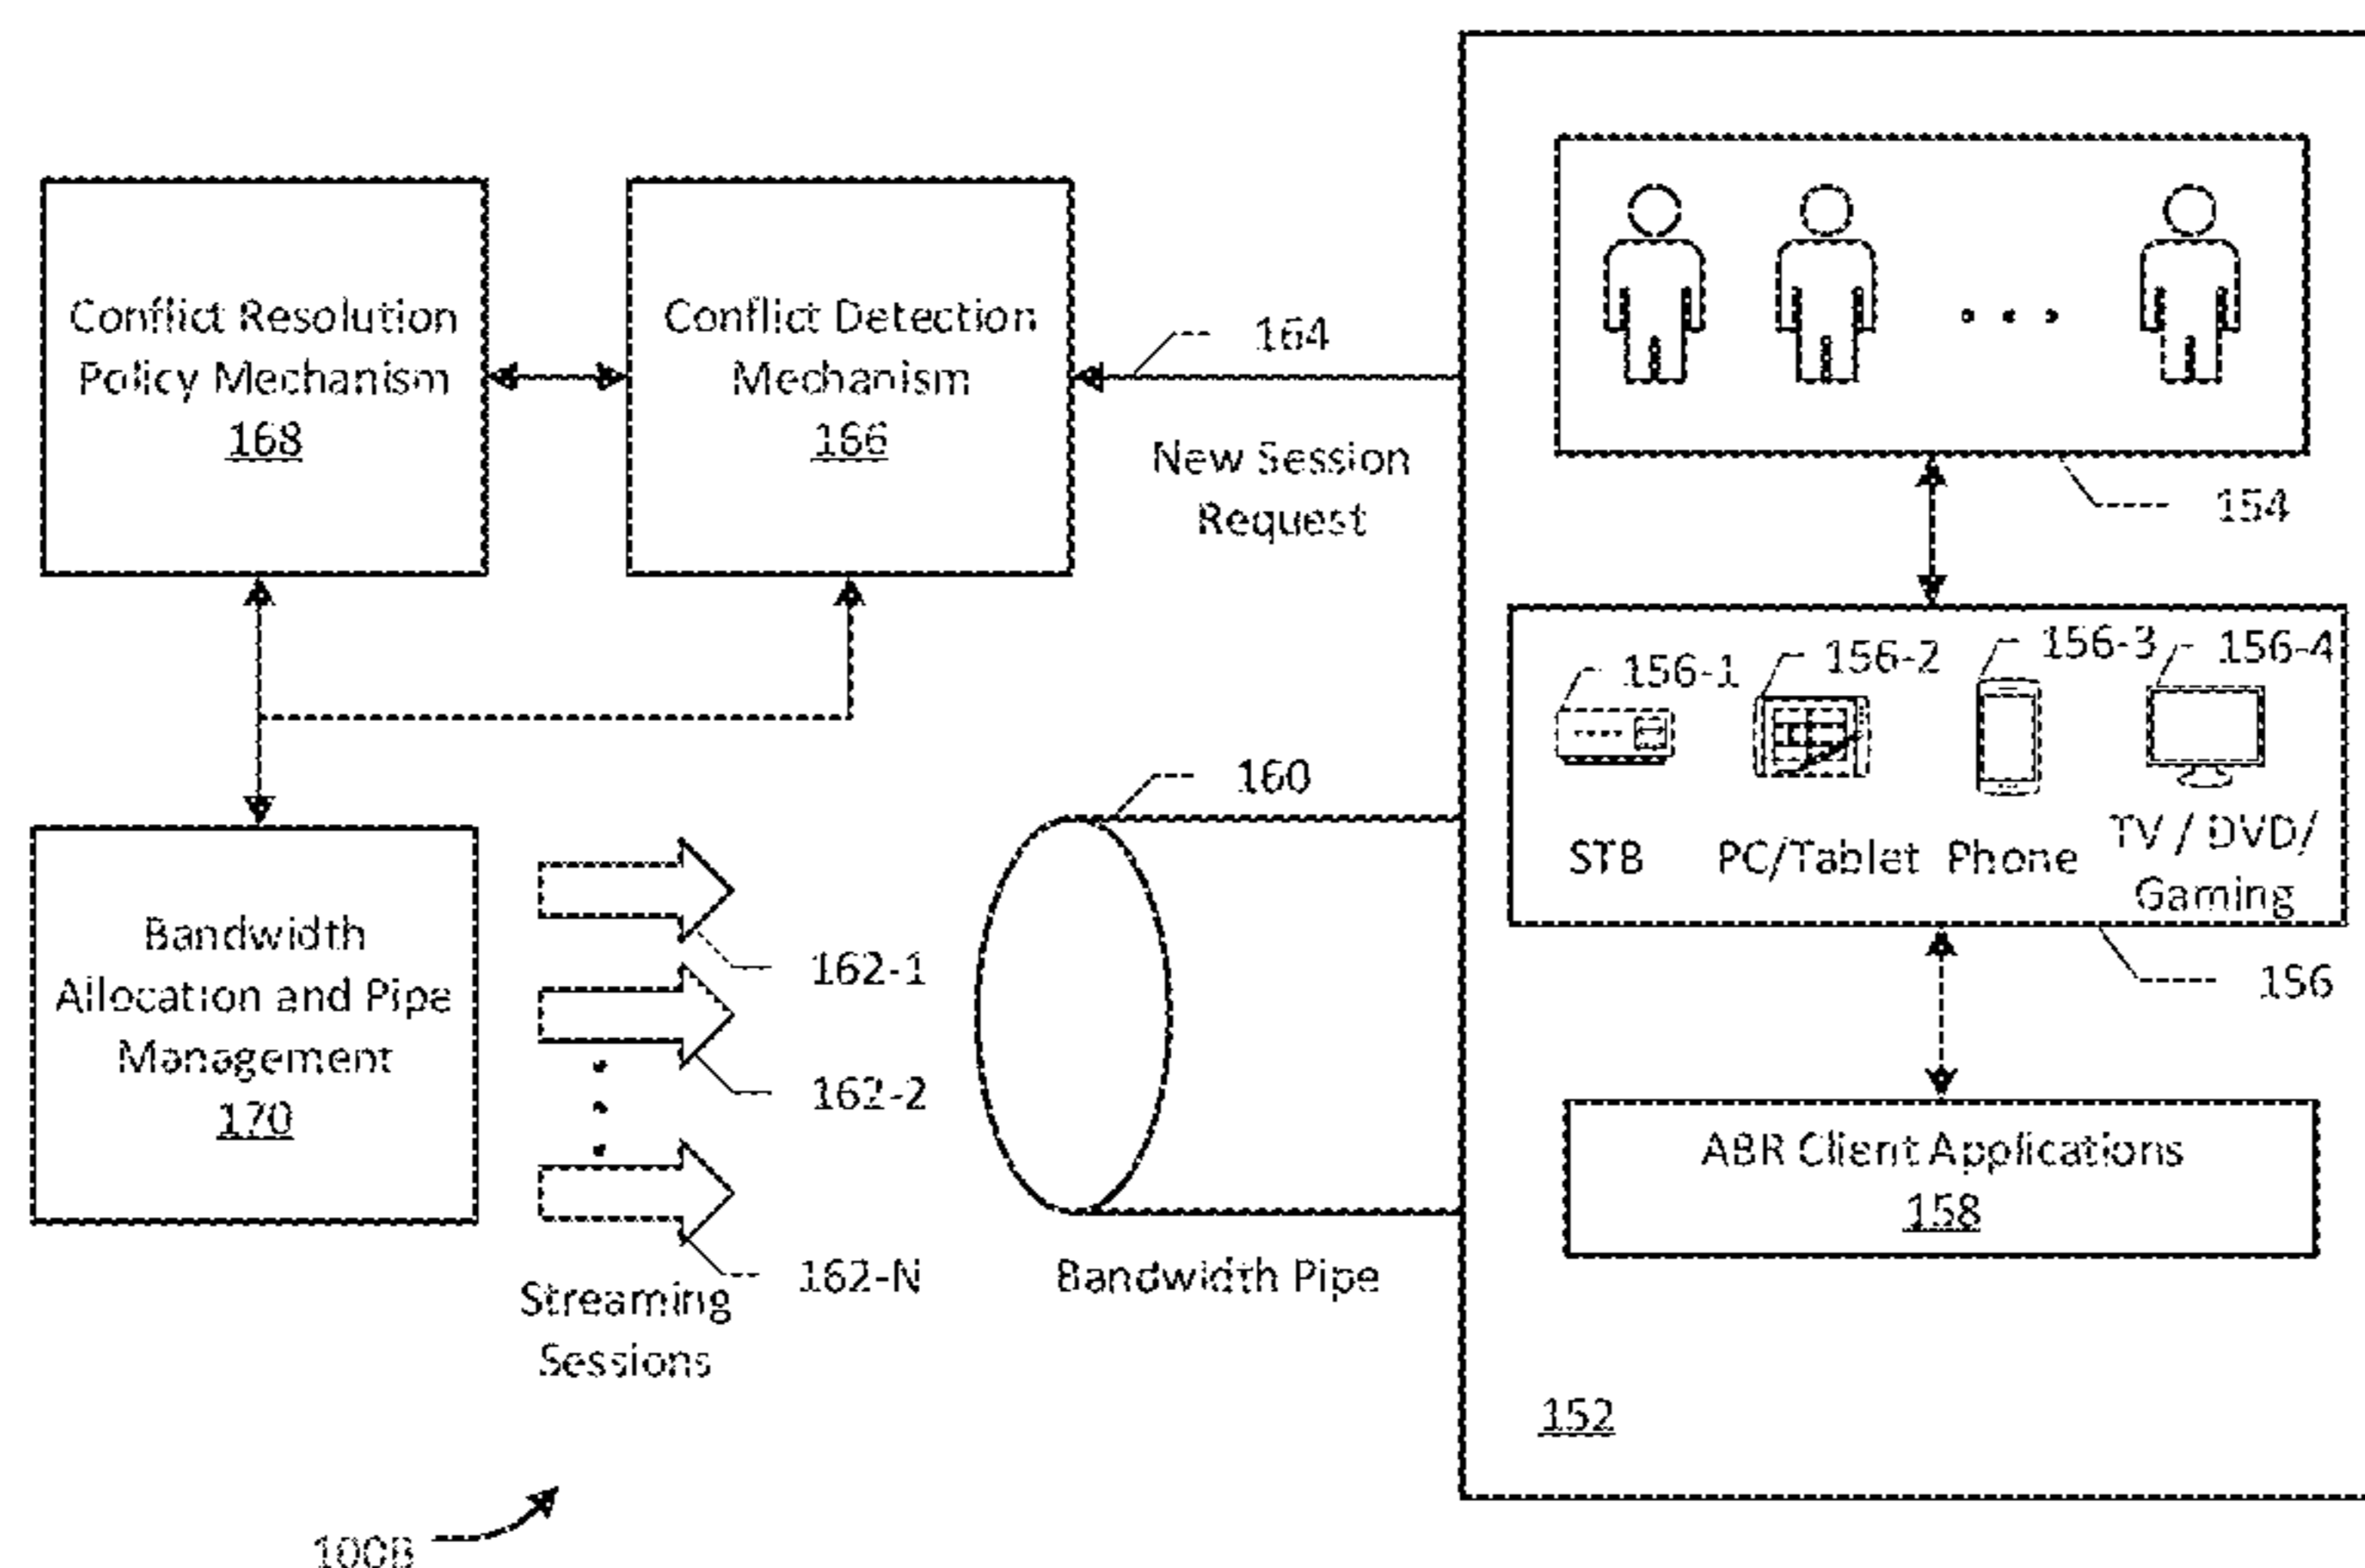 Conflict Resolution
Policy Mechanism
168
Conflict Detection
Mechanism
166
164
New Session
Request
154
156-1
156-2
156-3
156-4
STB
PC/Tablet
Phone
TV / DVD/
Gaming
156
ABR Client Applications
158
152
160
Bandwidth Pipe
Bandwidth
Allocation and Pipe
Management
170
162-1
162-2
162-N
Streaming
Sessions
100B